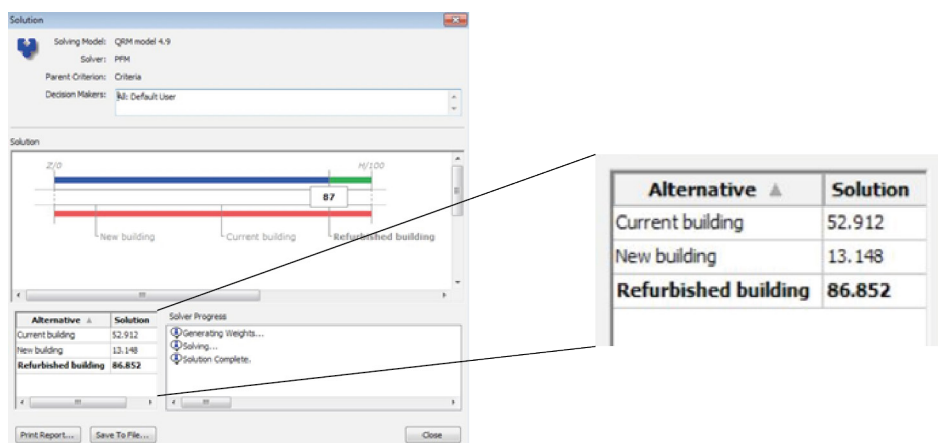 Solution
Solving Model: QRM model 4.9
Solver: PFM
Parent Criterion: Criteria
Decision Makers: All: Default User
Solution
Z/0 H/100
87
New building Current building Refurbished building
Alternative Solution
Current building 52.912
New building 13.148
Refurbished building 86.852
Solver Progress
Generating Weights...
Solving...
Solution Complete.
Print Report... Save To File... Close
Alternative Solution
Current building 52.912
New building 13.148
Refurbished building 86.852